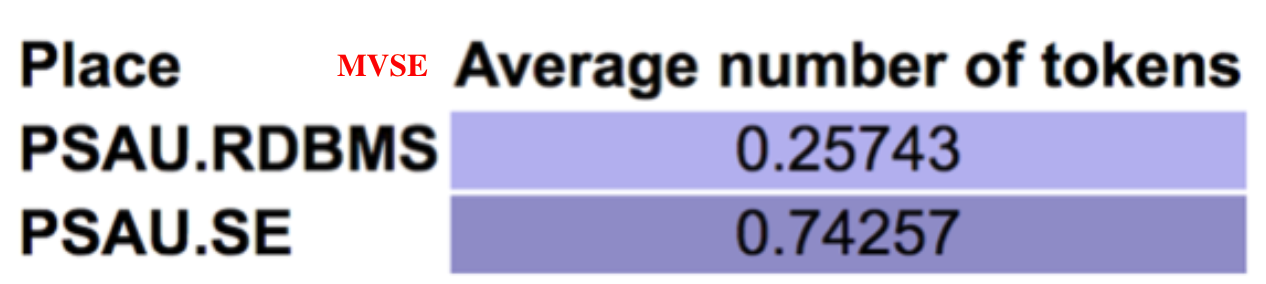 Place MVSE Average number of tokens
PSAU.RDBMS 0.25743
PSAU.SE 0.74257